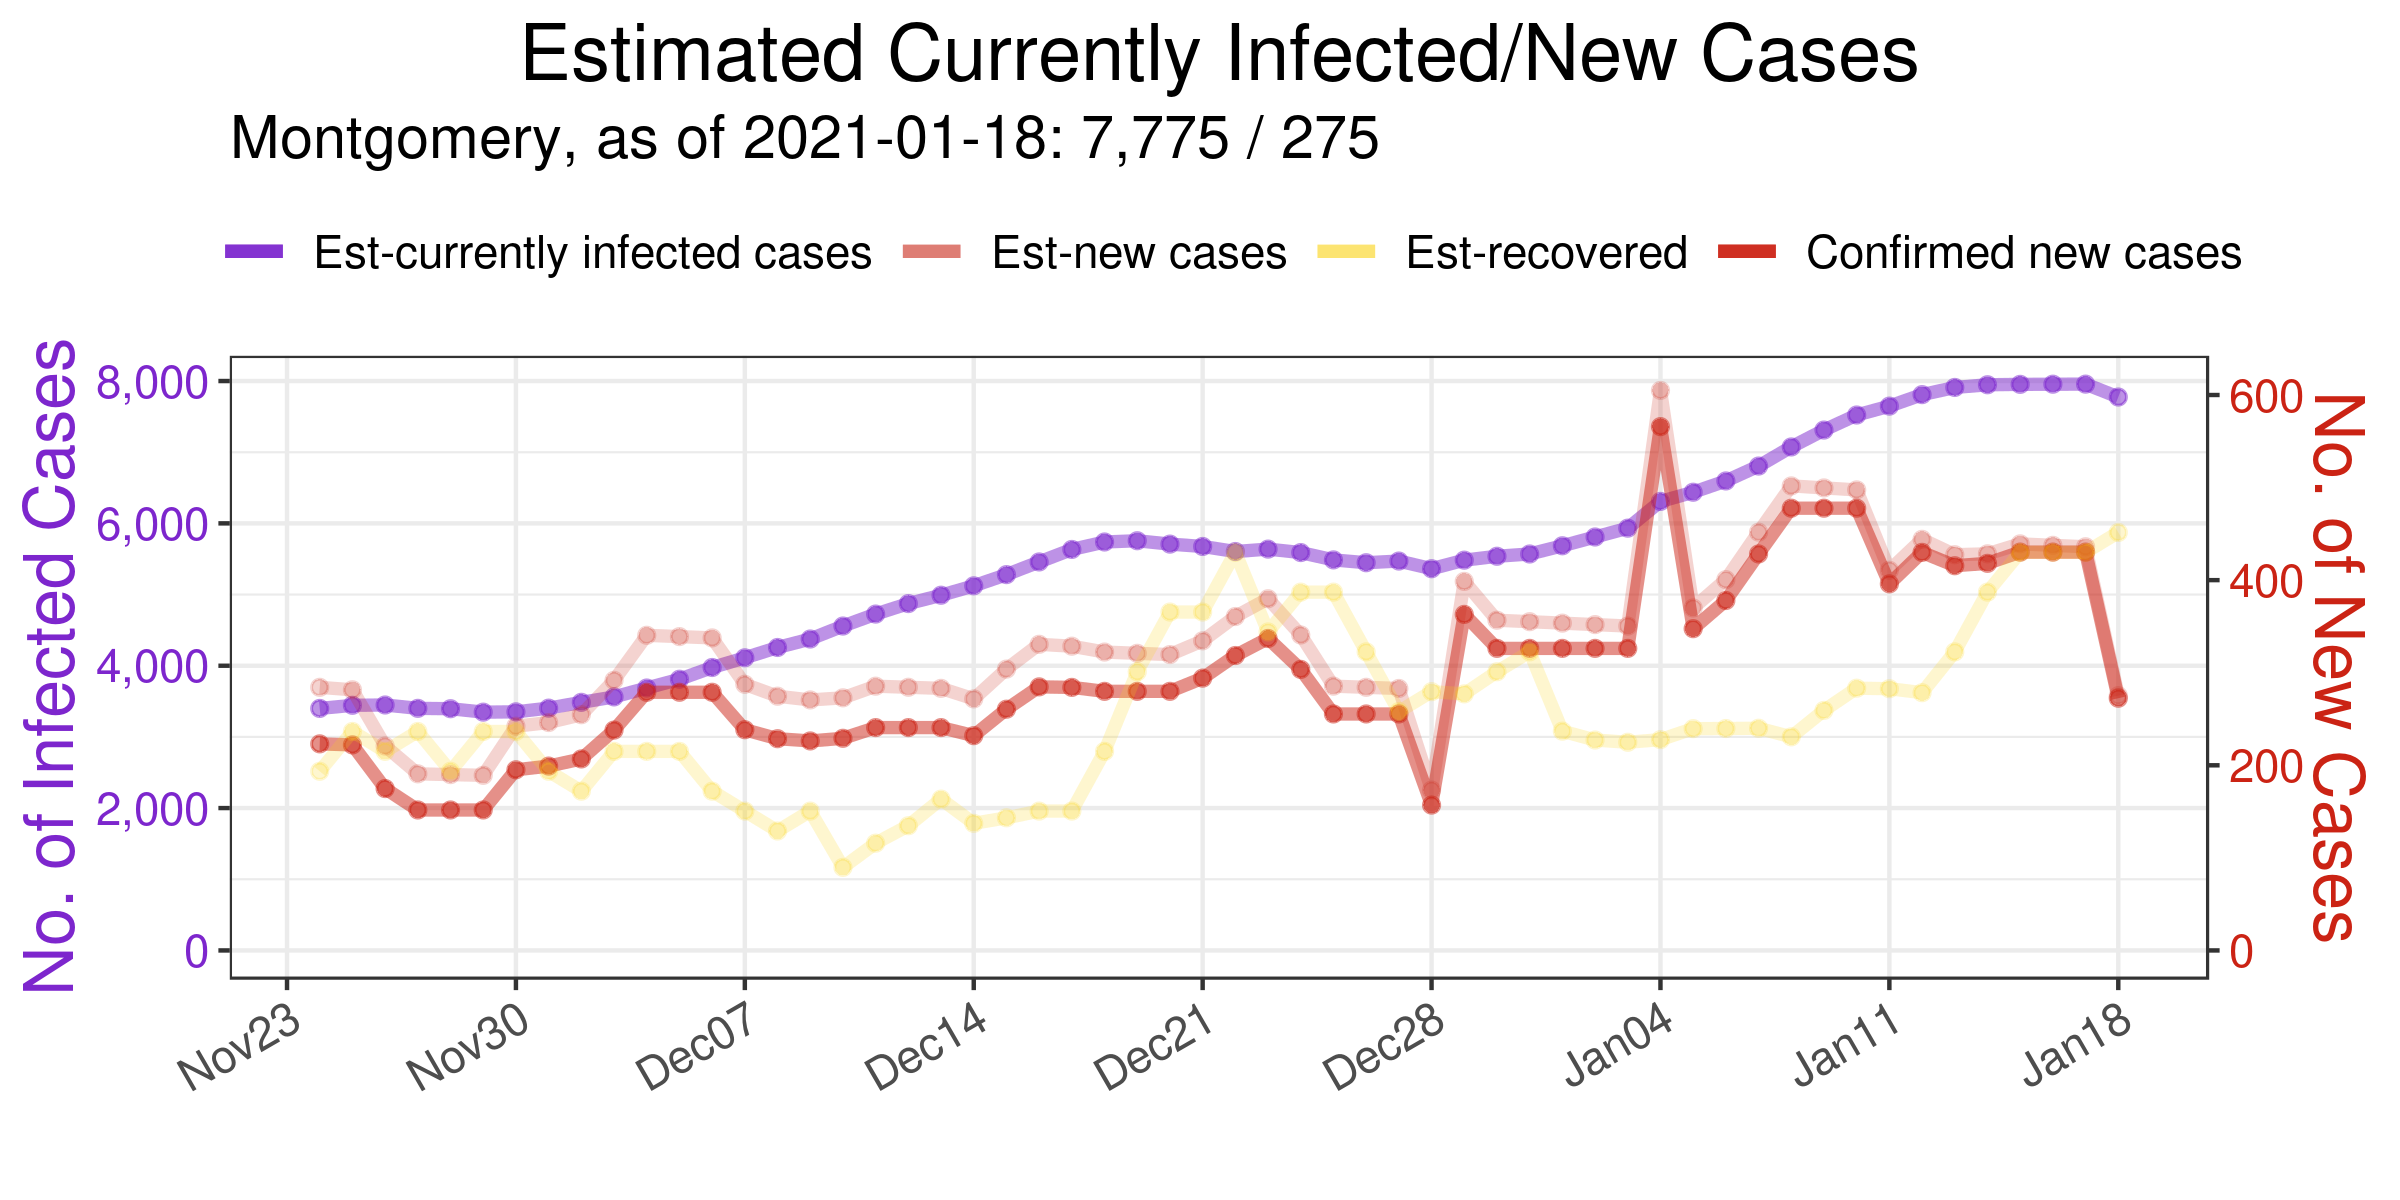 Estimated Currently Infected/New Cases
Montgomery, as of 2021-01-18: 7,775 / 275
Est-currently infected cases Est-new cases Est-recovered Confirmed new cases
No. of Infected Cases
8,000
6,000
4,000
2,000
0
600
400
200
0
No. of New Cases
Nov23 Nov30 Dec07 Dec14 Dec21 Dec28 Jan04 Jan11 Jan18